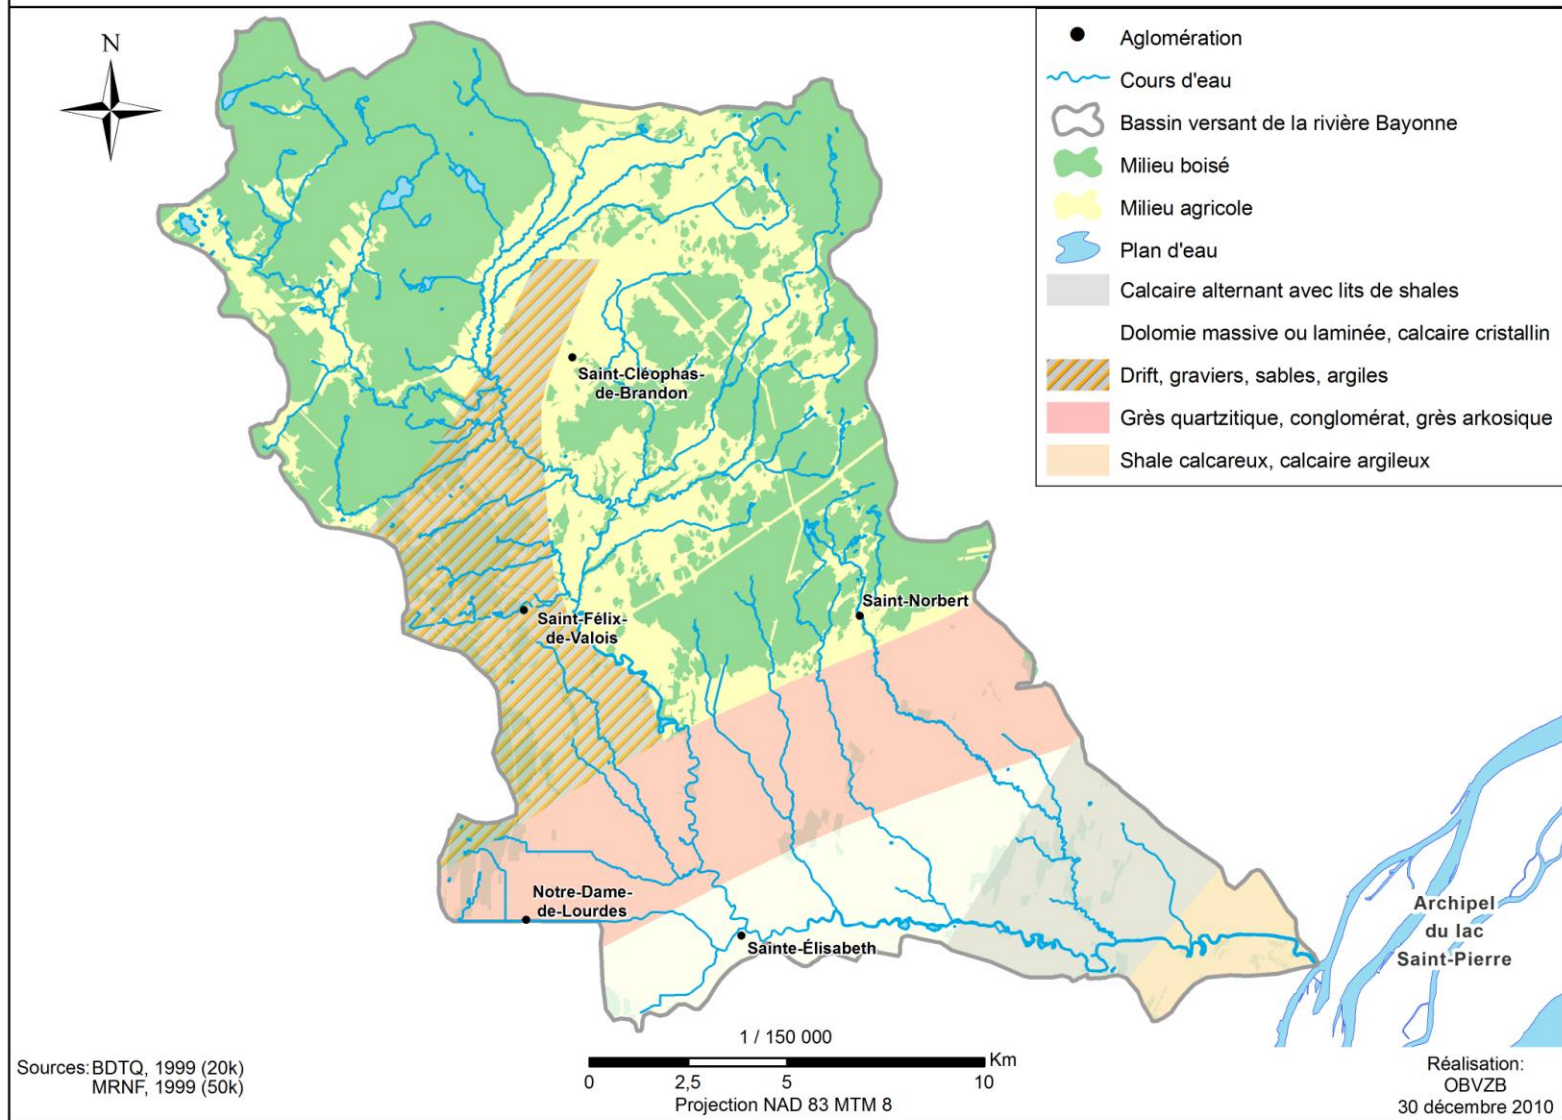 N
Aglomération
Cours d'eau
Bassin versant de la rivière Bayonne
Milieu boisé
Milieu agricole
Plan d'eau
Calcaire alternant avec lits de shales
Dolomie massive ou laminée, calcaire cristallin
Drift, graviers, sables, argiles
Grès quartzitique, conglomérat, grès arkosique
Shale calcareux, calcaire argileux
Saint-Cléophas-
de-Brandon
Saint-Norbert
Saint-Félix-
de-Valois
Notre-Dame-
de-Lourdes
Sainte-Élisabeth
Archipel
du lac
Saint-Pierre
Sources: BDTQ, 1999 (20k)
MRNF, 1999 (50k)
1 / 150 000
Km
0 2,5 5 10
Projection NAD 83 MTM 8
Réalisation:
OBVZB
30 décembre 2010